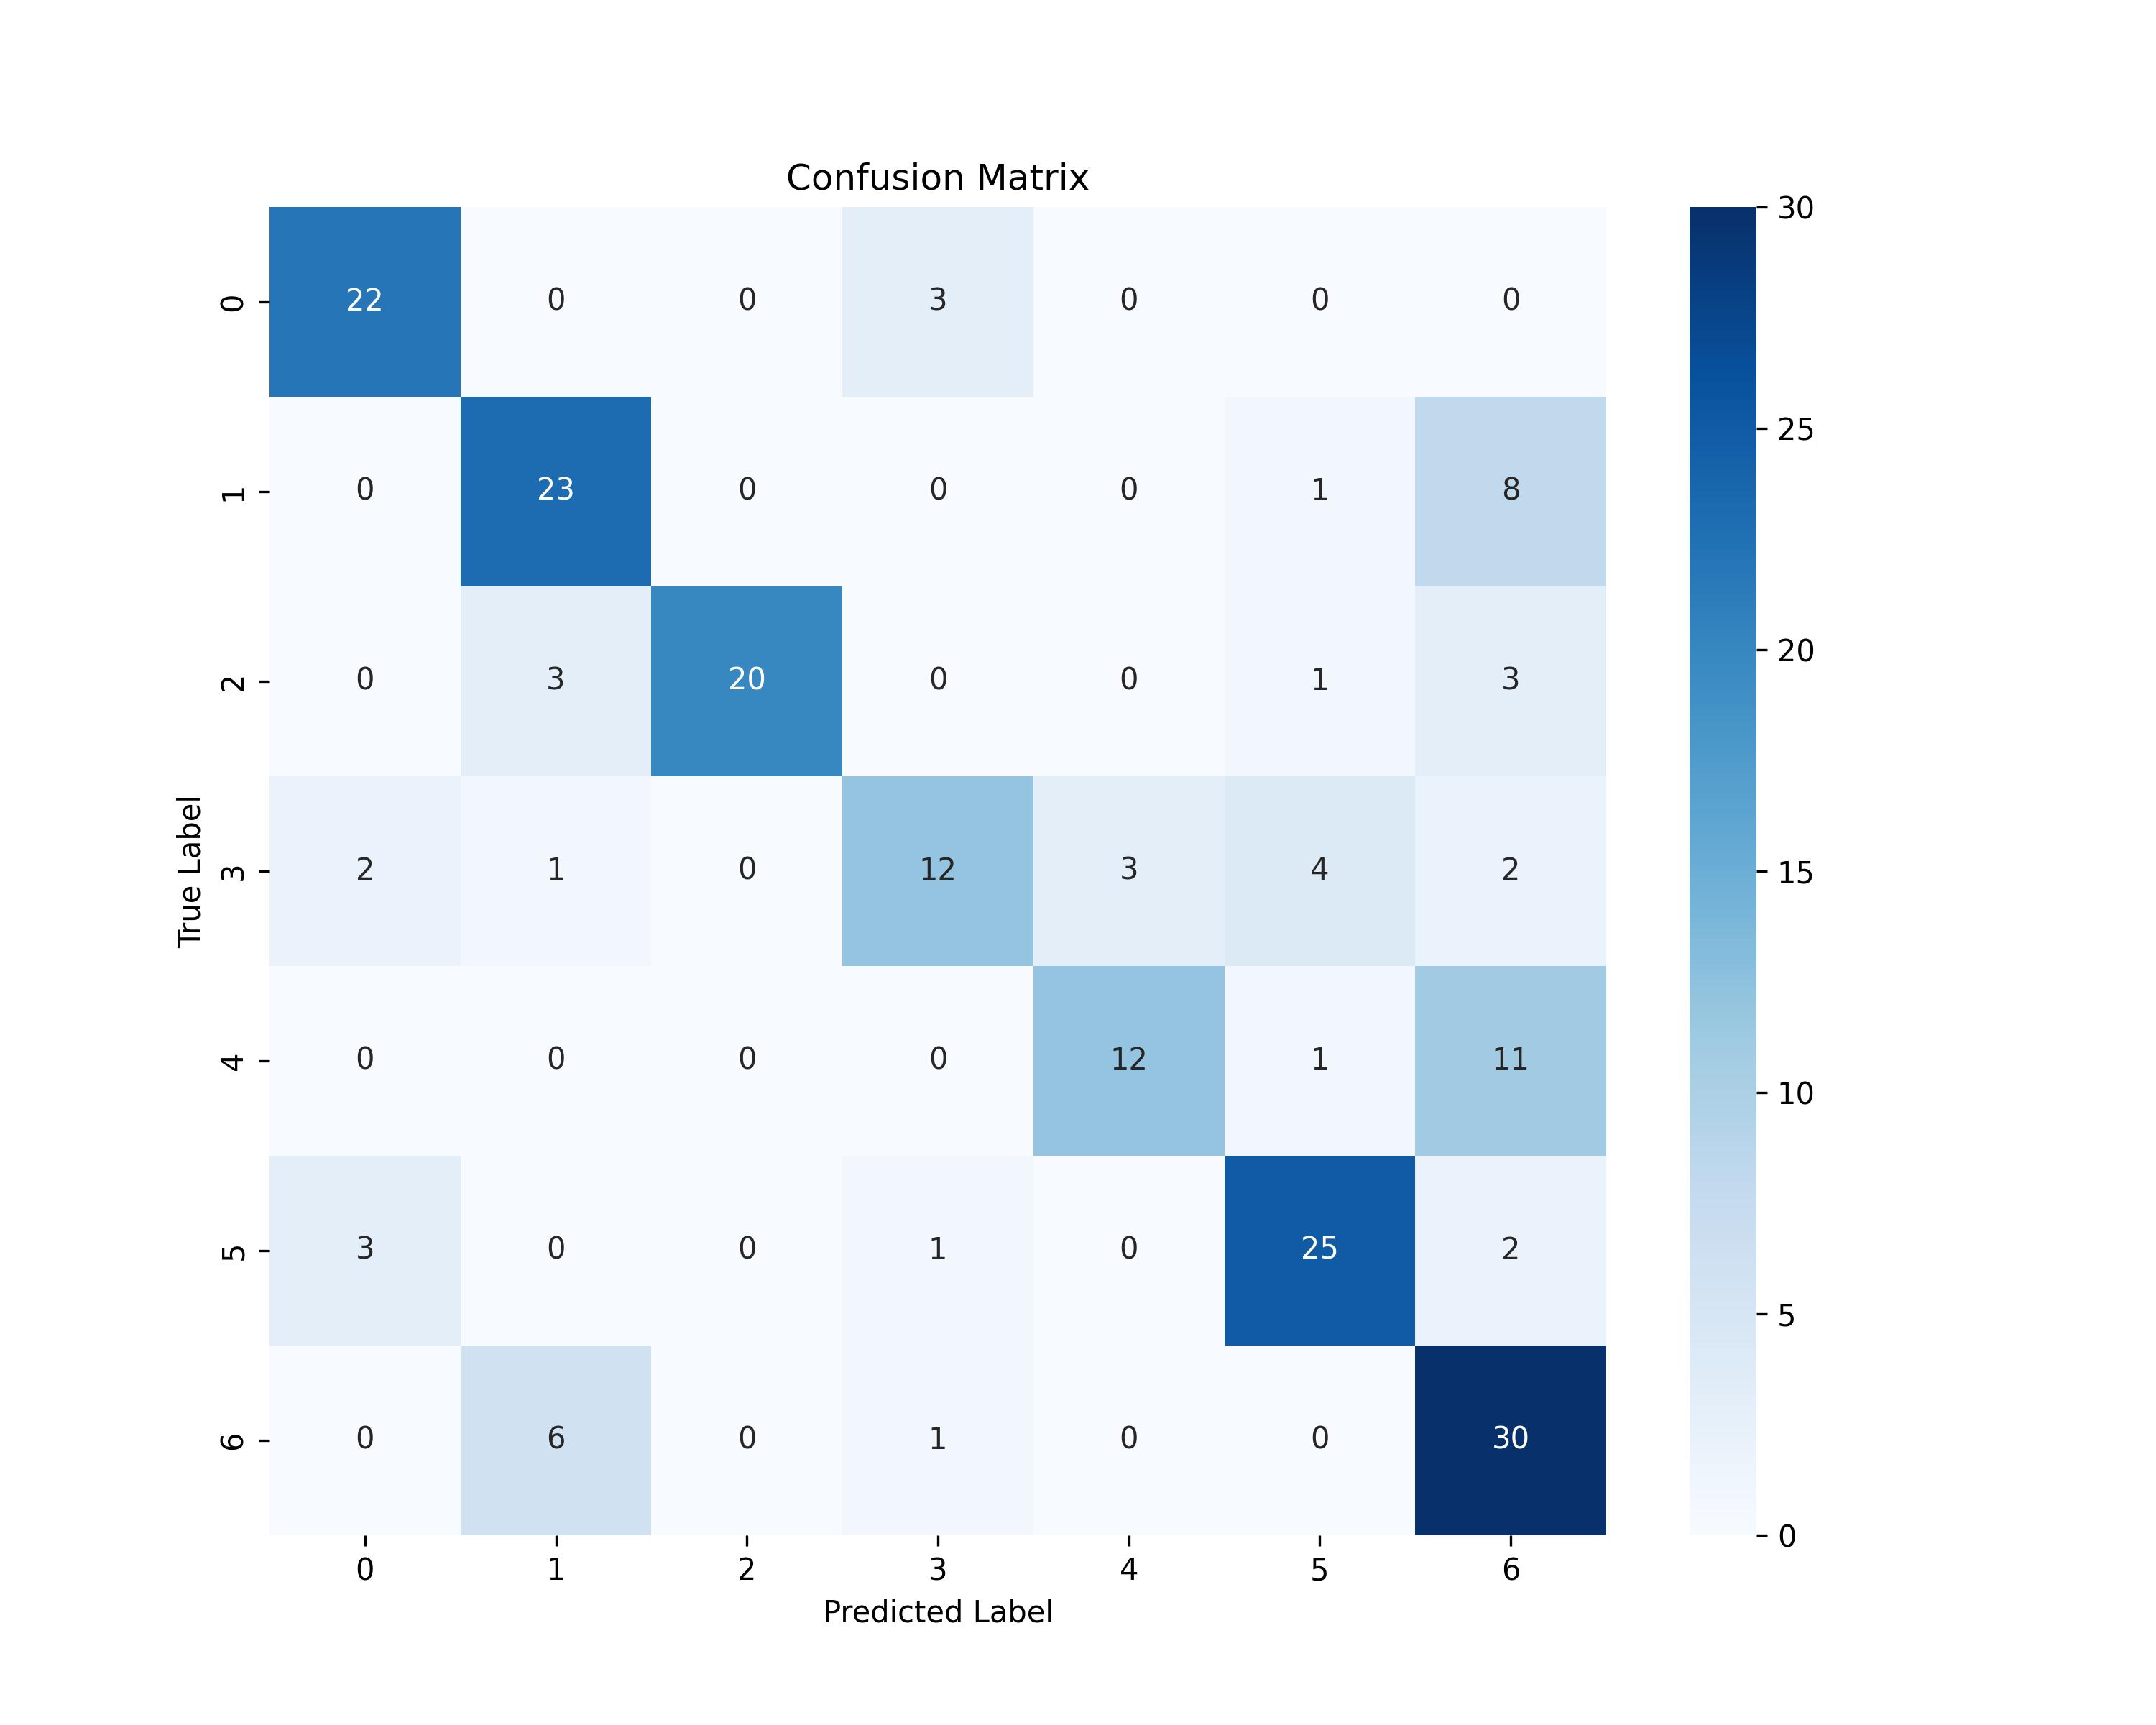 Confusion Matrix
0 22 0 0 3 0 0 0
1 0 23 0 0 0 1 8
2 0 3 20 0 0 1 3
3 2 1 0 12 3 4 2
4 0 0 0 0 12 1 11
5 3 0 0 1 0 25 2
6 0 6 0 1 0 0 30
0 1 2 3 4 5 6
Predicted Label
True Label
30
25
20
15
10
5
0